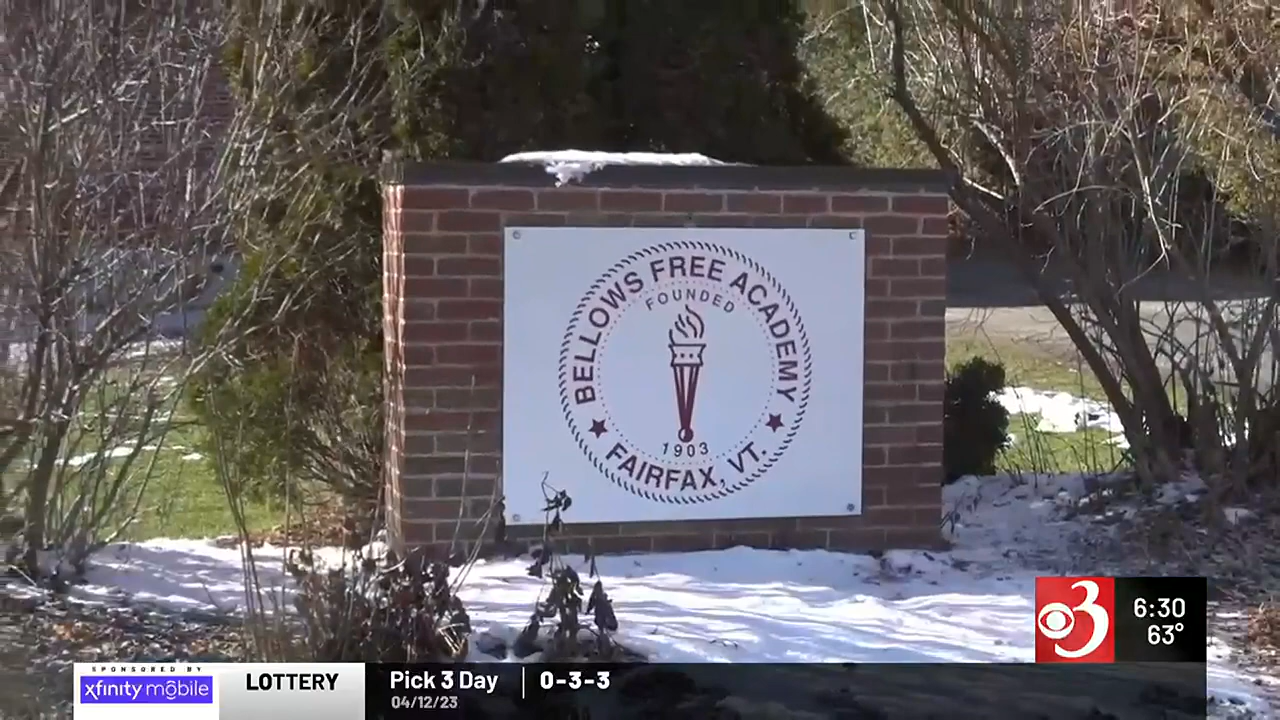 BELLOWS FREE ACADEMY
FOUNDED
1903
FAIRFAX, VT.
3
6:30
63°
SPONSORED BY
xfinity mobile
LOTTERY
Pick 3 Day
0-3-3
04/12/23